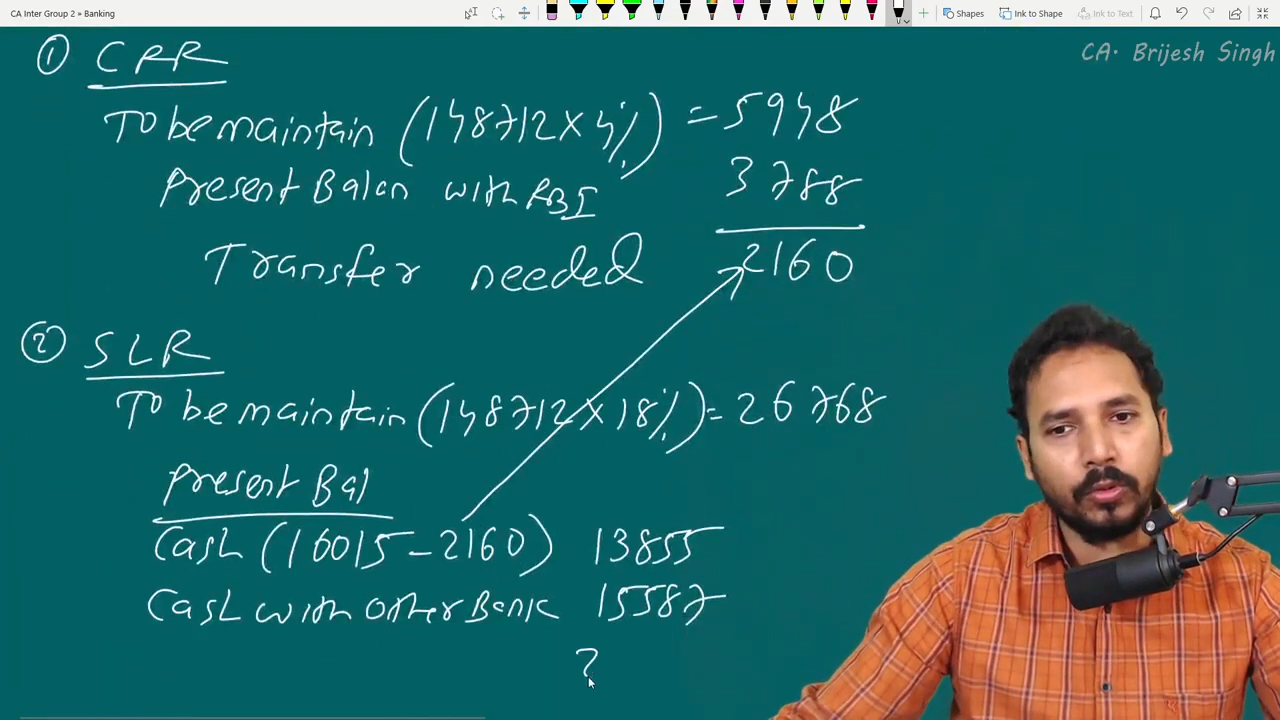 CA Inter Group 2 » Banking
Shapes
Ink to Shape
Ink to Text
CA. Brijesh Singh
① CRR
To be maintain (148712 X 4%) = 5948
Present Balan with RBI 3788
Transfer needed 2160
② SLR
To be maintain (148712 X 18%) = 26768
Present Bal
Cash (16015 - 2160) 13855
Cash with other Bank 15587
2